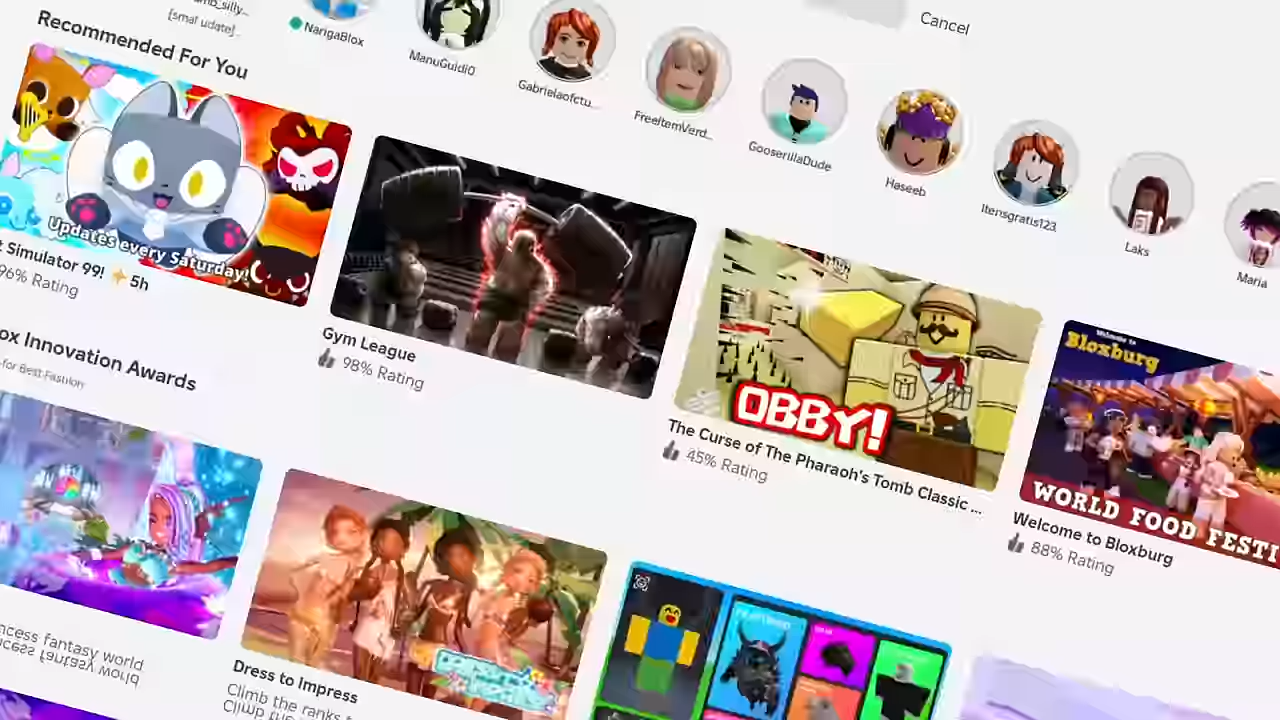 [smal udate]..
Cancel
NarigaBlox
ManuGuidi0
Gabrielaofctu...
FreeItemVerd...
GooserillaDude
Haseeb
Itensgratis123
Laks
Maria
Recommended For You
Updates every Saturday!
Simulator 99! ✨ 5h
96% Rating
Gym League
98% Rating
OBBY!
The Curse of The Pharaoh's Tomb Classic ...
45% Rating
Welcome to
Bloxburg
WORLD FOOD FESTI
Welcome to Bloxburg
88% Rating
ox Innovation Awards
for Best Fashion
ncess fantasy world
Dress to Impress
Climb the ranks